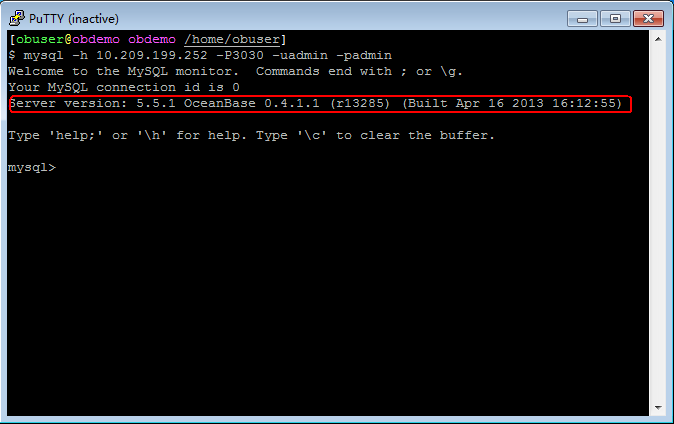 PuTTY (inactive)
[obuser@obdemo obdemo /home/obuser]
$ mysql -h 10.209.199.252 -P3030 -uadmin -padmin
Welcome to the MySQL monitor.  Commands end with ; or \g.
Your MySQL connection id is 0
Server version: 5.5.1 OceanBase 0.4.1.1 (r13285) (Built Apr 16 2013 16:12:55)
Type 'help;' or '\h' for help. Type '\c' to clear the buffer.
mysql>